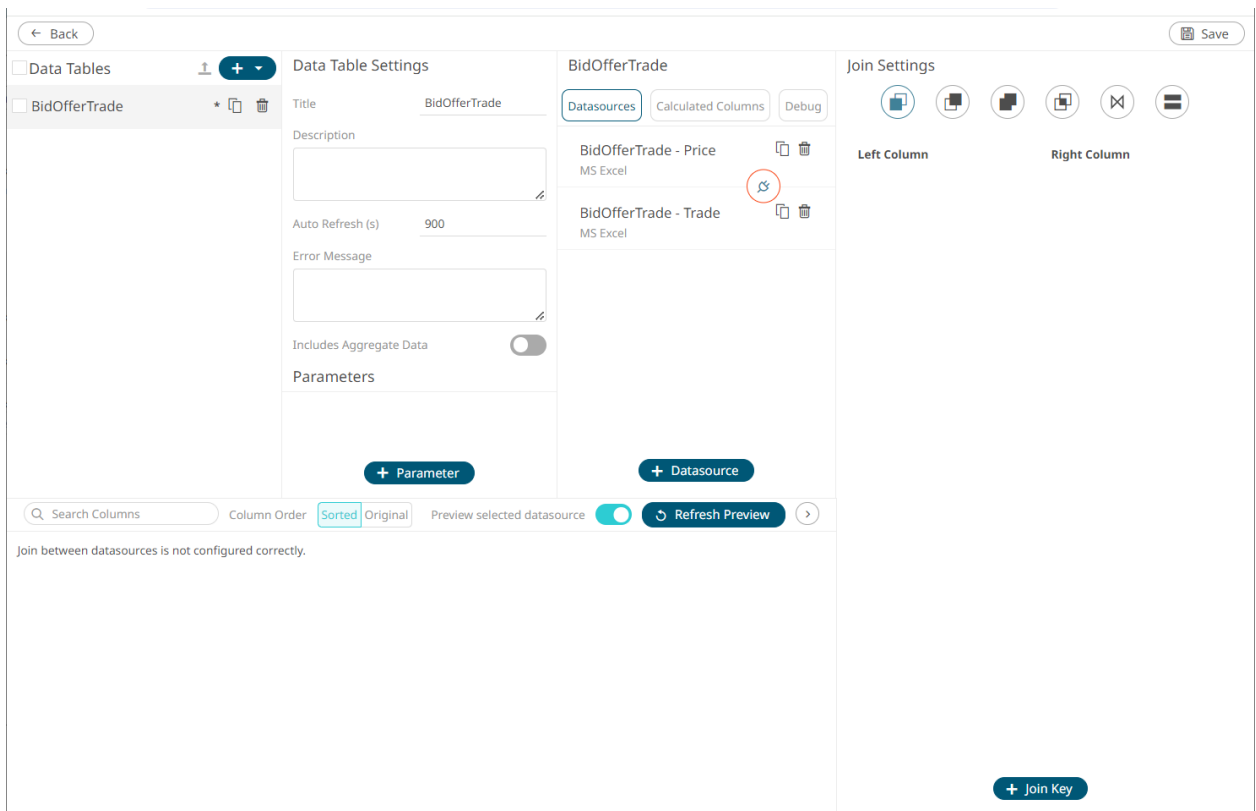 Back
Save
Data Tables
BidOfferTrade *
Data Table Settings
Title BidOfferTrade
Description
Auto Refresh (s) 900
Error Message
Includes Aggregate Data
Parameters
+ Parameter
BidOfferTrade
Datasources Calculated Columns Debug
BidOfferTrade - Price
MS Excel
BidOfferTrade - Trade
MS Excel
+ Datasource
Join Settings
Left Column Right Column
Search Columns Column Order Sorted Original Preview selected datasource Refresh Preview
Join between datasources is not configured correctly.
+ Join Key